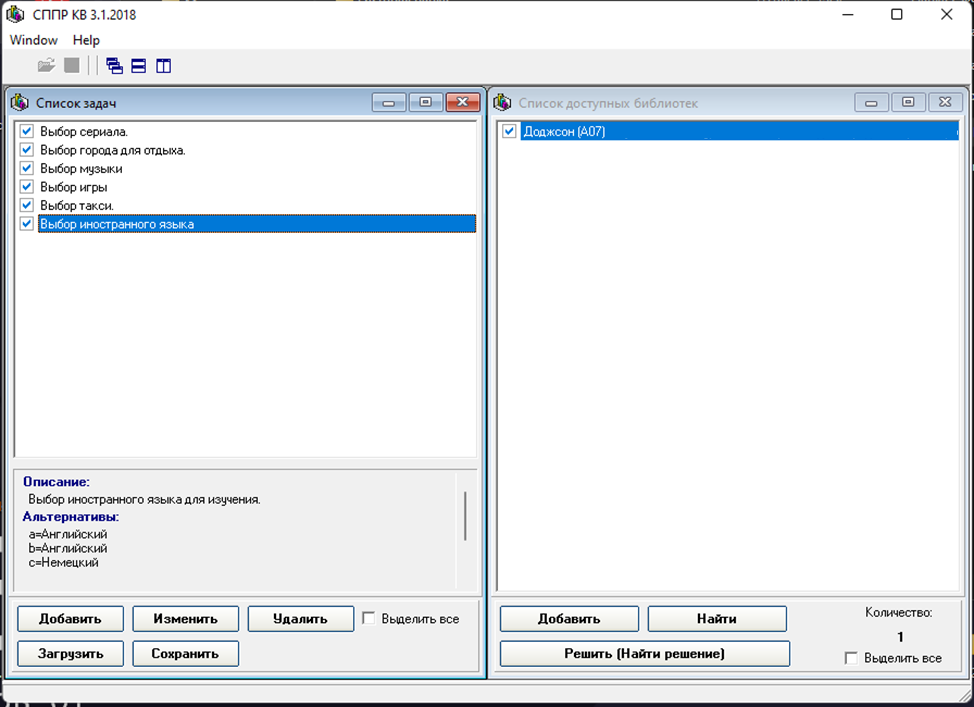 СППР КВ 3.1.2018
Window Help
Список задач
Выбор сериала.
Выбор города для отдыха.
Выбор музыки
Выбор игры
Выбор такси.
Выбор иностранного языка
Описание:
Выбор иностранного языка для изучения.
Альтернативы:
a=Английский
b=Английский
c=Немецкий
Добавить Изменить Удалить Выделить все
Загрузить Сохранить
Список доступных библиотек
Доджсон (А07)
Добавить Найти
Решить (Найти решение)
Количество:
1
Выделить все